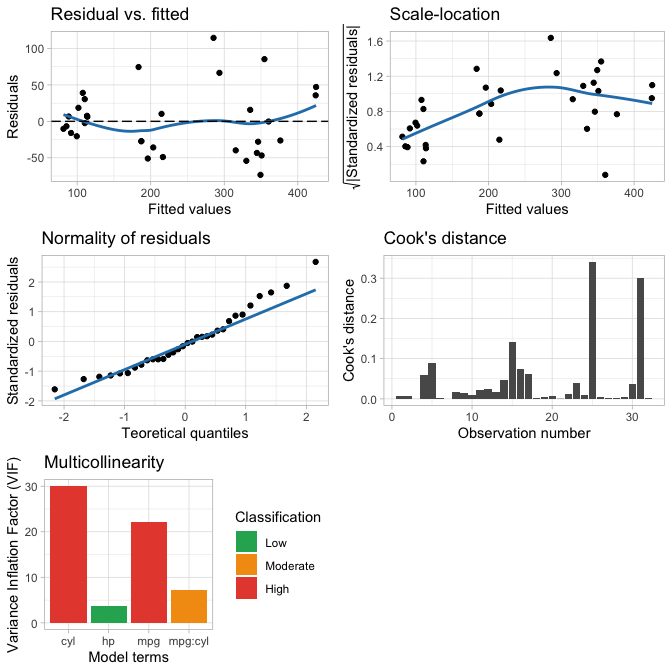 Residual vs. fitted
Residuals
100
50
0
-50
100
200
300
400
Fitted values
Scale-location
√|Standardized residuals|
1.6
1.2
0.8
0.4
100
200
300
400
Fitted values
Normality of residuals
Standardized residuals
2
1
0
-1
-2
-2
-1
0
1
2
Teoretical quantiles
Cook's distance
Cook's distance
0.3
0.2
0.1
0.0
0
10
20
30
Observation number
Multicollinearity
Variance Inflation Factor (VIF)
30
20
10
0
cyl
hp
mpg
mpg:cyl
Model terms
Classification
Low
Moderate
High